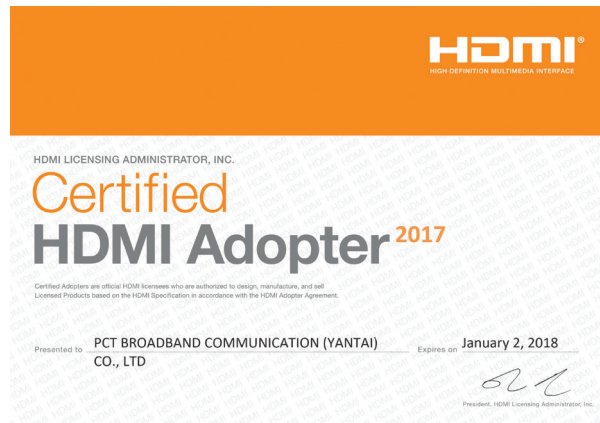 HDMI®
HIGH-DEFINITION MULTIMEDIA INTERFACE
HDMI LICENSING ADMINISTRATOR, INC.
Certified
HDMI Adopter 2017
Certified Adopters are official HDMI licensees who are authorized to design, manufacture, and sell
Licensed Products based on the HDMI Specification in accordance with the HDMI Adopter Agreement.
Presented to PCT BROADBAND COMMUNICATION (YANTAI) Expires on January 2, 2018
CO., LTD
President, HDMI Licensing Administrator, Inc.